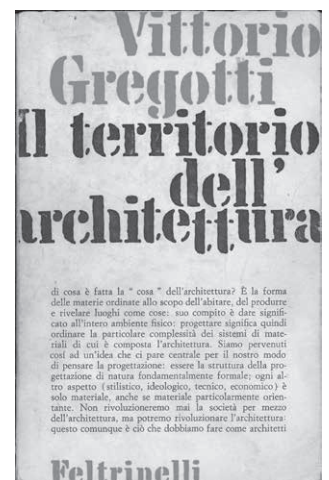 Vittorio
Gregotti
Il territorio
dell'
architettura
di cosa è fatta la " cosa " dell'architettura? È la forma
delle materie ordinate allo scopo dell'abitare, del produrre
e rivelare luoghi come cose: suo compito è dare signifi-
cato all'intero ambiente fisico: progettare significa quindi
ordinare la particolare complessità dei sistemi di mate-
riali di cui è composta l'architettura. Siamo pervenuti
cosí ad un'idea che ci pare centrale per il nostro modo
di pensare la progettazione: essere la struttura della pro-
gettazione di natura fondamentalmente formale; ogni al-
tro aspetto (stilistico, ideologico, tecnico, economico) è
solo materiale, anche se materiale particolarmente orien-
tante. Non rivoluzioneremo mai la società per mezzo
dell'architettura, ma potremo rivoluzionare l'architettura:
questo comunque è ciò che dobbiamo fare come architetti
Feltrinelli